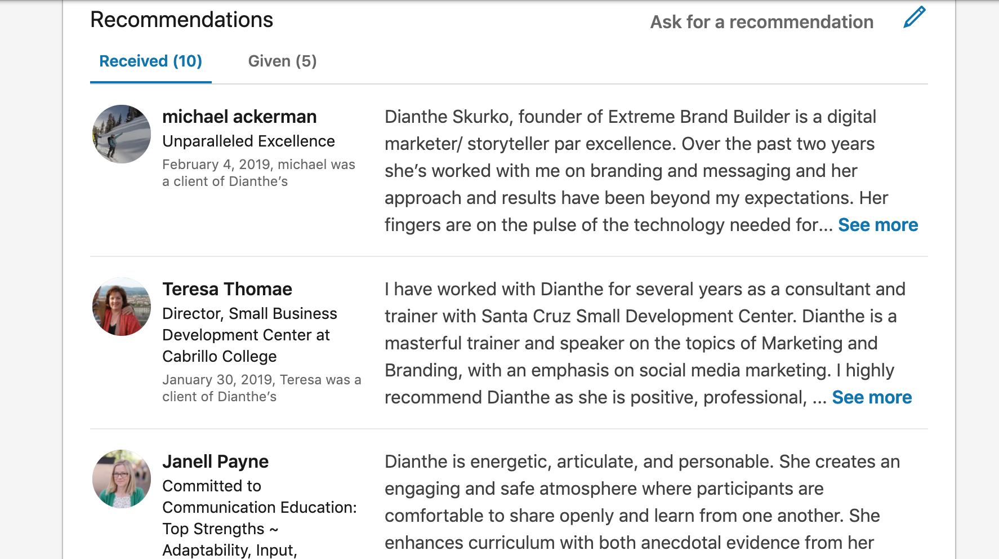 Recommendations
Ask for a recommendation
Received (10)
Given (5)
michael ackerman
Unparalleled Excellence
February 4, 2019, michael was
a client of Dianthe’s
Dianthe Skurko, founder of Extreme Brand Builder is a digital
marketer/ storyteller par excellence. Over the past two years
she’s worked with me on branding and messaging and her
approach and results have been beyond my expectations. Her
fingers are on the pulse of the technology needed for... See more
Teresa Thomae
Director, Small Business
Development Center at
Cabrillo College
January 30, 2019, Teresa was a
client of Dianthe’s
I have worked with Dianthe for several years as a consultant and
trainer with Santa Cruz Small Development Center. Dianthe is a
masterful trainer and speaker on the topics of Marketing and
Branding, with an emphasis on social media marketing. I highly
recommend Dianthe as she is positive, professional, ... See more
Janell Payne
Committed to
Communication Education:
Top Strengths ~
Adaptability, Input,
Dianthe is energetic, articulate, and personable. She creates an
engaging and safe atmosphere where participants are
comfortable to share openly and learn from one another. She
enhances curriculum with both anecdotal evidence from her